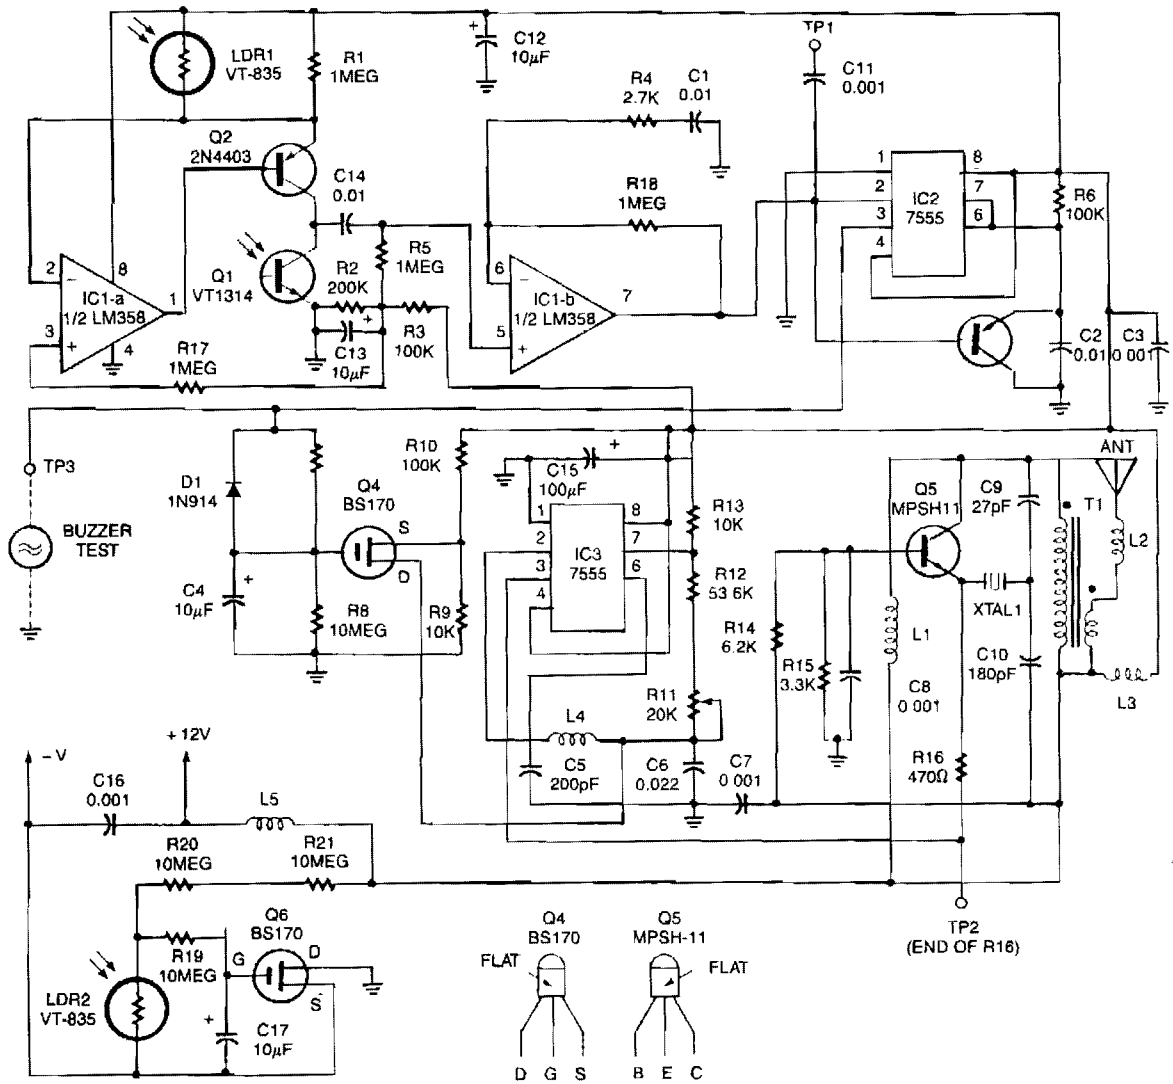 TP1
LDR1
VT-835
R1
1MEG
+
C12
10µF
C11
0.001
R4
2.7K
C1
0.01
Q2
2N4403
C14
0.01
R18
1MEG
1
2
3
4
IC2
7555
8
7
6
R6
100K
2
3
8
−
+
IC1-a
1/2 LM358
4
1
Q1
VT1314
R5
1MEG
R2
200K
+
C13
10µF
R3
100K
6
5
−
+
IC1-b
1/2 LM358
7
R17
1MEG
C2
0.01
C3
0 001
TP3
BUZZER
TEST
D1
1N914
Q4
BS170
S
D
R10
100K
C15
100µF
+
+
C4
10µF
R8
10MEG
R9
10K
1
2
3
4
IC3
7555
8
7
6
R13
10K
R12
53 6K
R11
20K
L4
C5
200pF
C6
0.022
C7
0 001
R14
6.2K
R15
3.3K
Q5
MPSH11
C9
27pF
XTAL1
L1
C8
0 001
C10
180pF
R16
470Ω
ANT
T1
L2
L3
− V
+ 12V
C16
0.001
L5
R20
10MEG
R21
10MEG
Q6
BS170
R19
10MEG
G
D
S
LDR2
VT-835
+
C17
10µF
Q4
BS170
FLAT
D G S
Q5
MPSH-11
FLAT
B E C
TP2
(END OF R16)